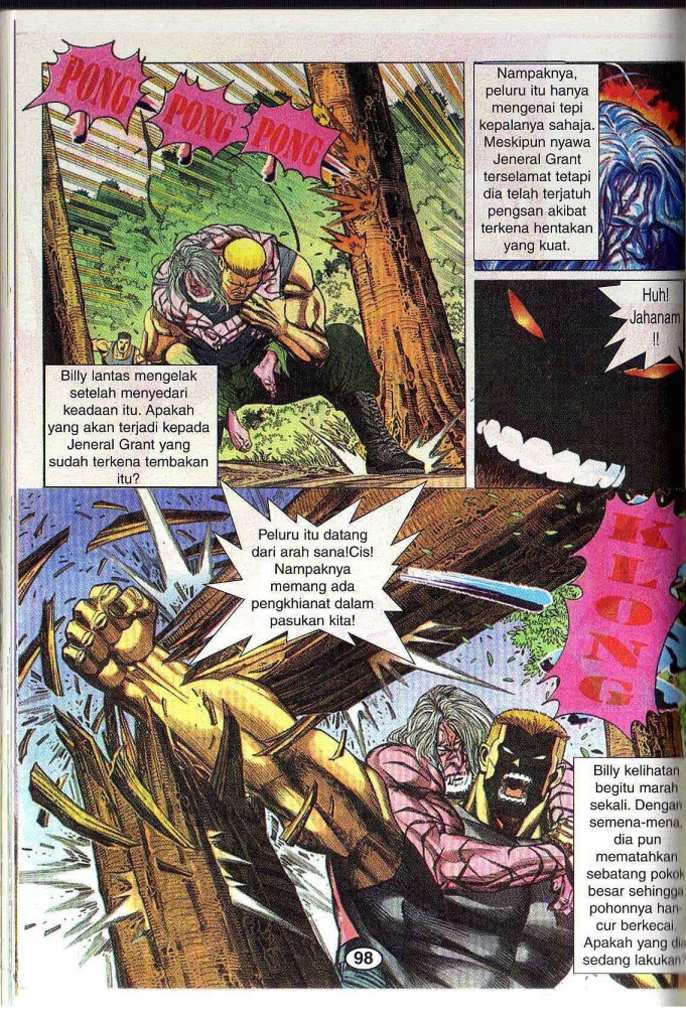 PONG
PONG
PONG
Nampaknya,
peluru itu hanya
mengenai tepi
kepalanya sahaja.
Meskipun nyawa
Jeneral Grant
terselamat tetapi
dia telah terjatuh
pengsan akibat
terkena hentakan
yang kuat.
Billy lantas mengelak
setelah menyedari
keadaan itu. Apakah
yang akan terjadi kepada
Jeneral Grant yang
sudah terkena tembakan
itu?
Huh!
Jahanam
!!
Peluru itu datang
dari arah sana!Cis!
Nampaknya
memang ada
pengkhianat dalam
pasukan kita!
KLONG
Billy kelihatan
begitu marah
sekali. Dengan
semena-mena,
dia pun
mematahkan
sebatang pokok
besar sehingga
pohonnya han-
cur berkecai.
Apakah yang dia
sedang lakukan?
98